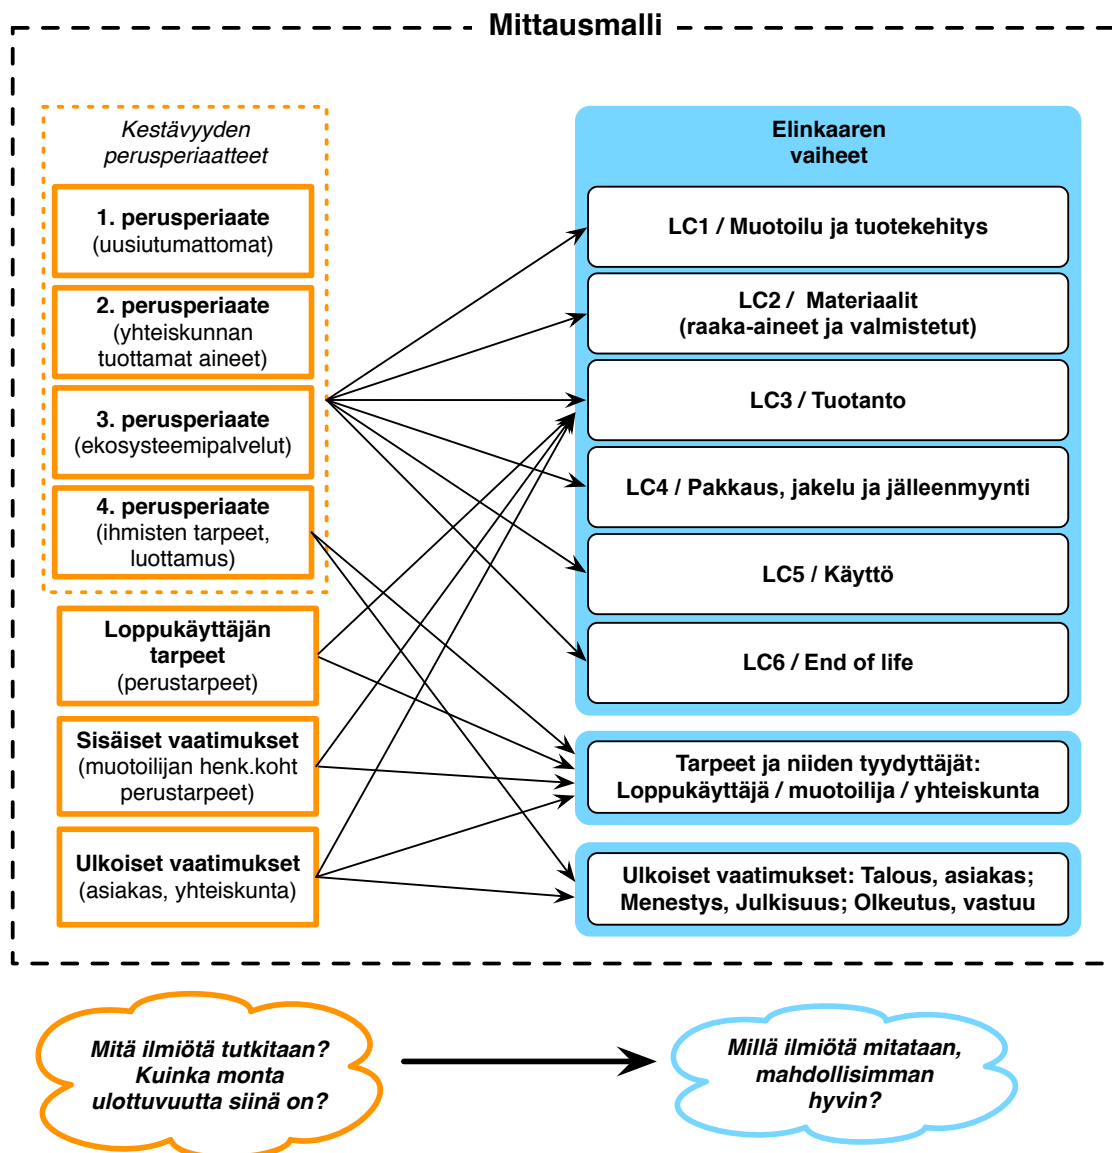 Mittausmalli
Kestävyyden
perusperiaatteet
1. perusperiaate
(uusiutumattomat)
2. perusperiaate
(yhteiskunnan
tuottamat aineet)
3. perusperiaate
(ekosysteemipalvelut)
4. perusperiaate
(ihmisten tarpeet,
luottamus)
Loppukäyttäjän
tarpeet
(perustarpeet)
Sisäiset vaatimukset
(muotoilijan henk.koht
perustarpeet)
Ulkoiset vaatimukset
(asiakas, yhteiskunta)
Elinkaaren
vaiheet
LC1 / Muotoilu ja tuotekehitys
LC2 / Materiaalit
(raaka-aineet ja valmistetut)
LC3 / Tuotanto
LC4 / Pakkaus, jakelu ja jälleenmyynti
LC5 / Käyttö
LC6 / End of life
Tarpeet ja niiden tyydyttäjät:
Loppukäyttäjä / muotoilija / yhteiskunta
Ulkoiset vaatimukset: Talous, asiakas;
Menestys, Julkisuus; Olkeutus, vastuu
Mitä ilmiötä tutkitaan?
Kuinka monta
ulottuvuutta siinä on?
Millä ilmiötä mitataan,
mahdollisimman
hyvin?